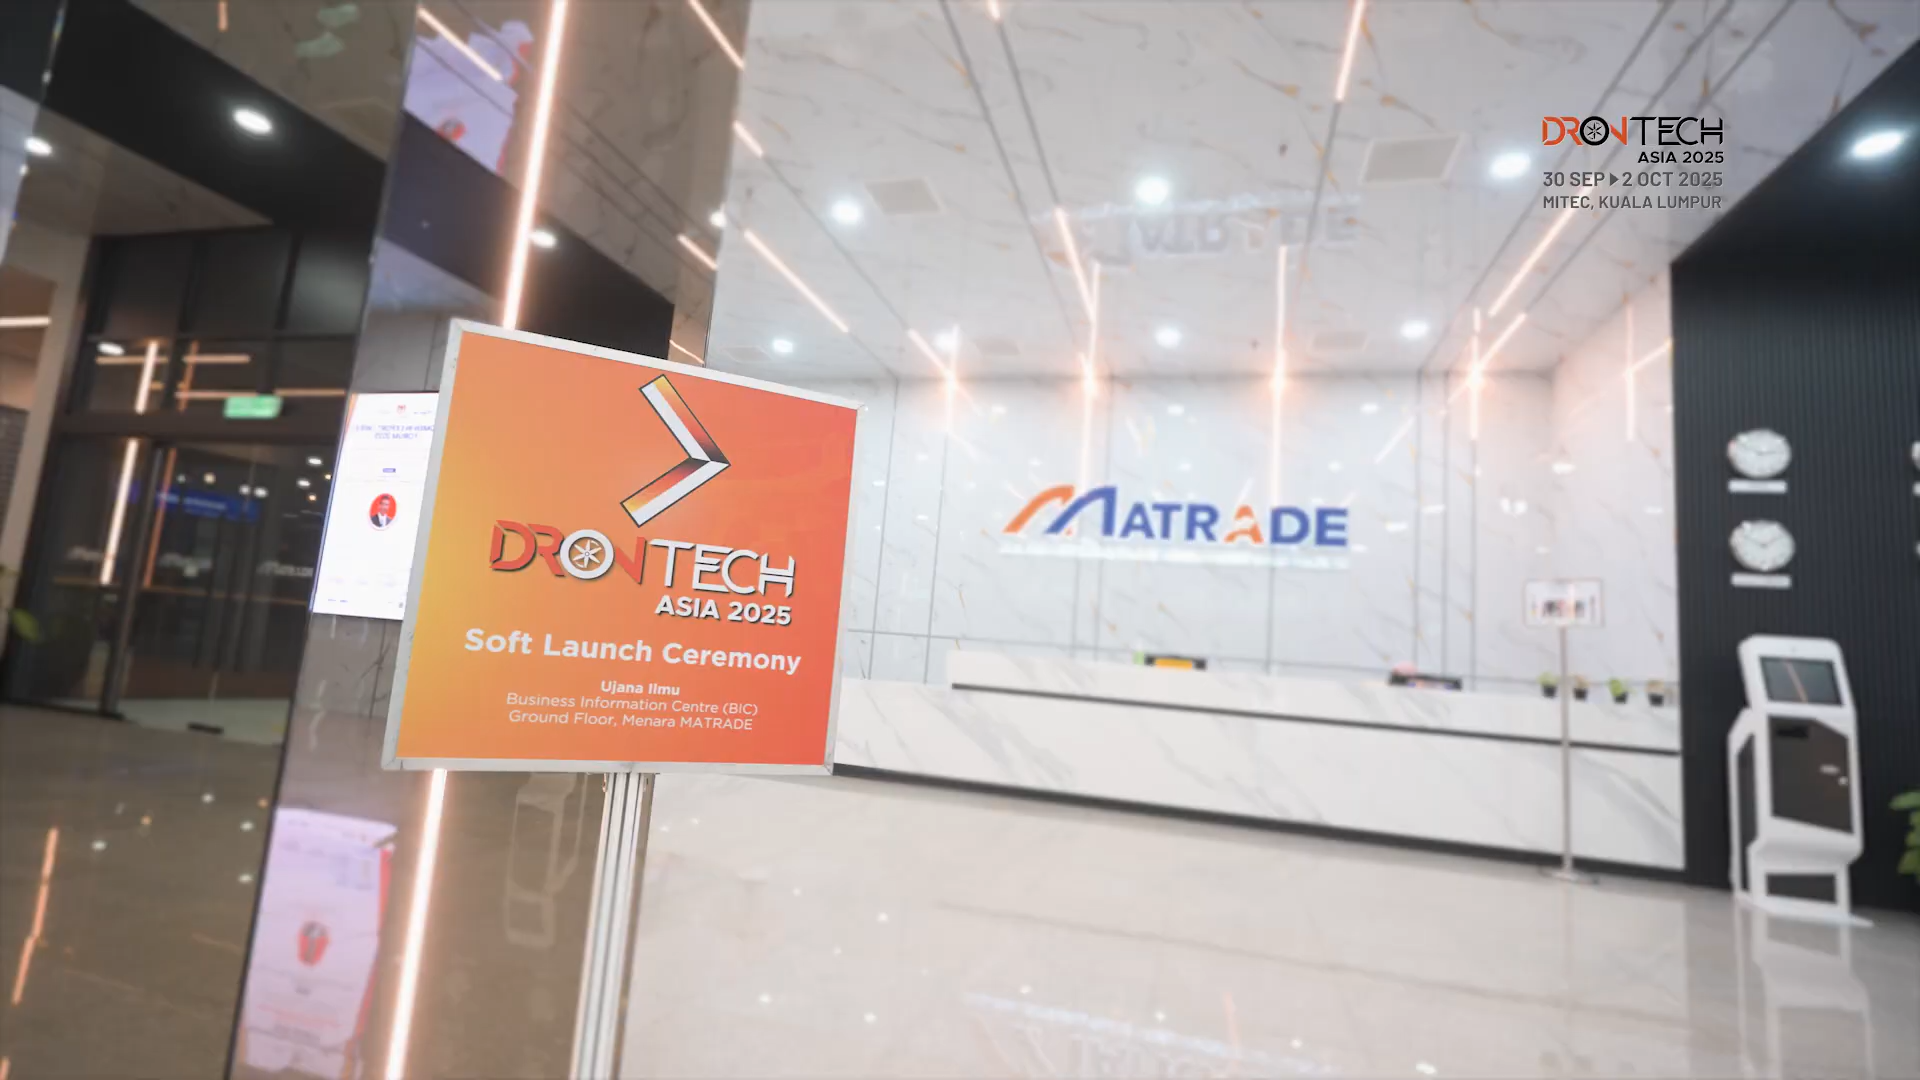 DRONTECH
ASIA 2025
30 SEP▶2 OCT 2025
MITEC, KUALA LUMPUR
MATRADE
DRONTECH
ASIA 2025
Soft Launch Ceremony
Ujana Ilmu
Business Information Centre (BIC)
Ground Floor, Menara MATRADE